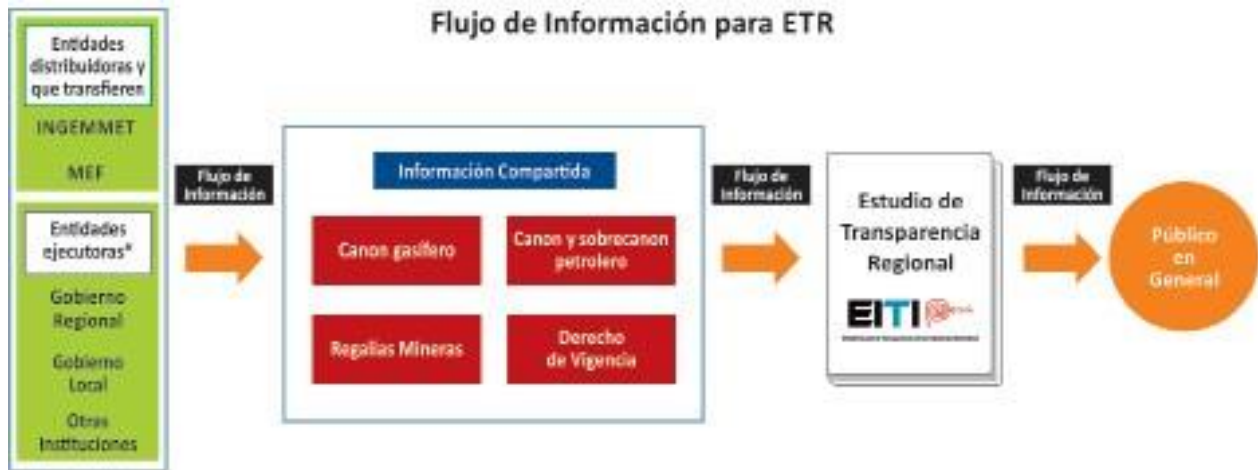 Flujo de Información para ETR
Entidades
distribuidoras y
que transfieren
INGEMMET
MEF
Entidades
ejecutoras*
Gobierno
Regional
Gobierno
Local
Otras
Instituciones
Flujo de
Información
Información Compartida
Canon gasífero
Canon y sobrecanon
petrolero
Regalias Mineras
Derecho
de Vigencia
Flujo de
Información
Estudio de
Transparencia
Regional
EITI
Flujo de
Información
Público
en
General